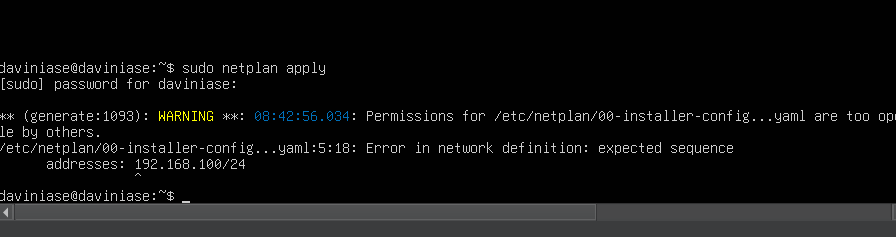 daviniase@daviniase:~$ sudo netplan apply
[sudo] password for daviniase:
** (generate:1093): WARNING **: 08:42:56.034: Permissions for /etc/netplan/00-installer-config...yaml are too ope
le by others.
/etc/netplan/00-installer-config...yaml:5:18: Error in network definition: expected sequence
addresses: 192.168.100/24
^
daviniase@daviniase:~$ _